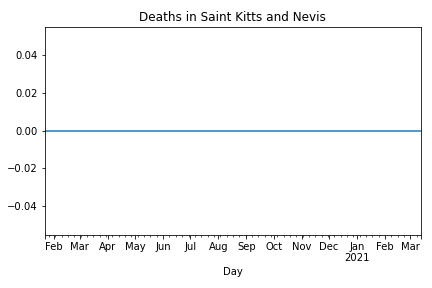 Deaths in Saint Kitts and Nevis
0.04
0.02
0.00
−0.02
−0.04
Feb Mar Apr May Jun Jul Aug Sep Oct Nov Dec Jan Feb Mar
2021
Day